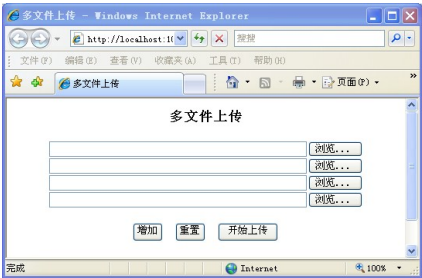 多文件上传 - Windows Internet Explorer
http://localhost:1(
搜搜
文件(F) 编辑(E) 查看(V) 收藏夹(A) 工具(T) 帮助(H)
多文件上传
页面(P)
»
多文件上传
浏览...
浏览...
浏览...
浏览...
增加 重置 开始上传
完成 Internet 100%